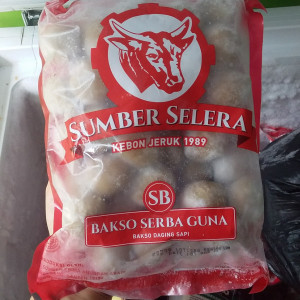 SUMBER SELERA
KEBON JERUK 1989
SB
BAKSO SERBA GUNA
BAKSO DAGING SAPI